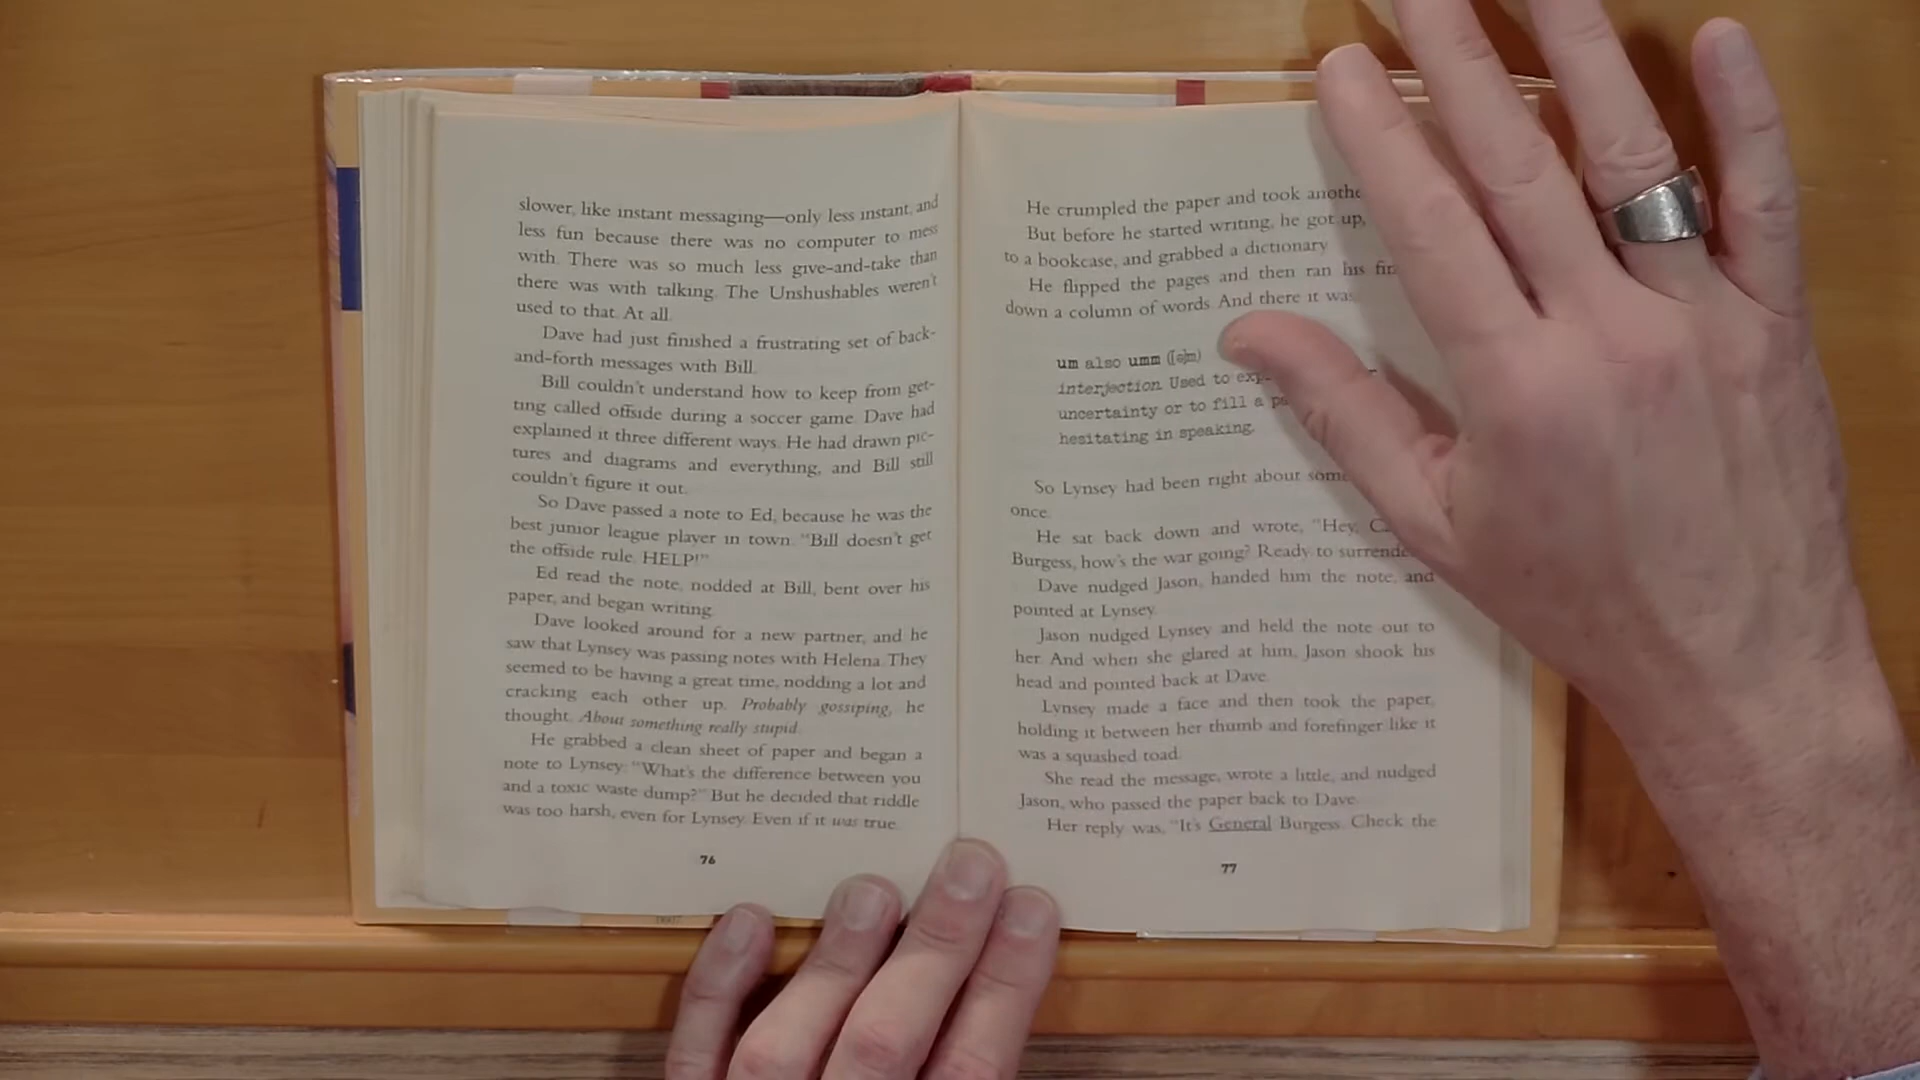 slower, like instant messaging—only less instant, and
less fun because there was no computer to mess
with. There was so much less give-and-take than
there was with talking. The Unshushables weren't
used to that. At all.
Dave had just finished a frustrating set of back-
and-forth messages with Bill.
Bill couldn't understand how to keep from get-
ting called offside during a soccer game. Dave had
explained it three different ways. He had drawn pic-
tures and diagrams and everything, and Bill still
couldn't figure it out.
So Dave passed a note to Ed, because he was the
best junior league player in town. "Bill doesn't get
the offside rule. HELP!"
Ed read the note, nodded at Bill, bent over his
paper, and began writing.
Dave looked around for a new partner, and he
saw that Lynsey was passing notes with Helena. They
seemed to be having a great time, nodding a lot and
cracking each other up. Probably gossiping, he
thought. About something really stupid.
He grabbed a clean sheet of paper and began a
note to Lynsey: "What's the difference between you
and a toxic waste dump?" But he decided that riddle
was too harsh, even for Lynsey. Even if it was true.
76
He crumpled the paper and took
But before he started writing, he got up,
to a bookcase, and grabbed a dictionary.
He flipped the pages and then ran his
down a column of words. And there it was
um also umm ([ə]m)
interjection. Used to
uncertainty or to fill a
hesitating in speaking.
So Lynsey had been right about
once.
He sat back down and wrote, "Hey,
Burgess, how's the war going? Ready to
Dave nudged Jason, handed him the note, and
pointed at Lynsey.
Jason nudged Lynsey and held the note out to
her. And when she glared at him, Jason shook his
head and pointed back at Dave.
Lynsey made a face and then took the paper,
holding it between her thumb and forefinger like it
was a squashed toad.
She read the message, wrote a little, and nudged
Jason, who passed the paper back to Dave.
Her reply was, "It's General Burgess. Check the
77